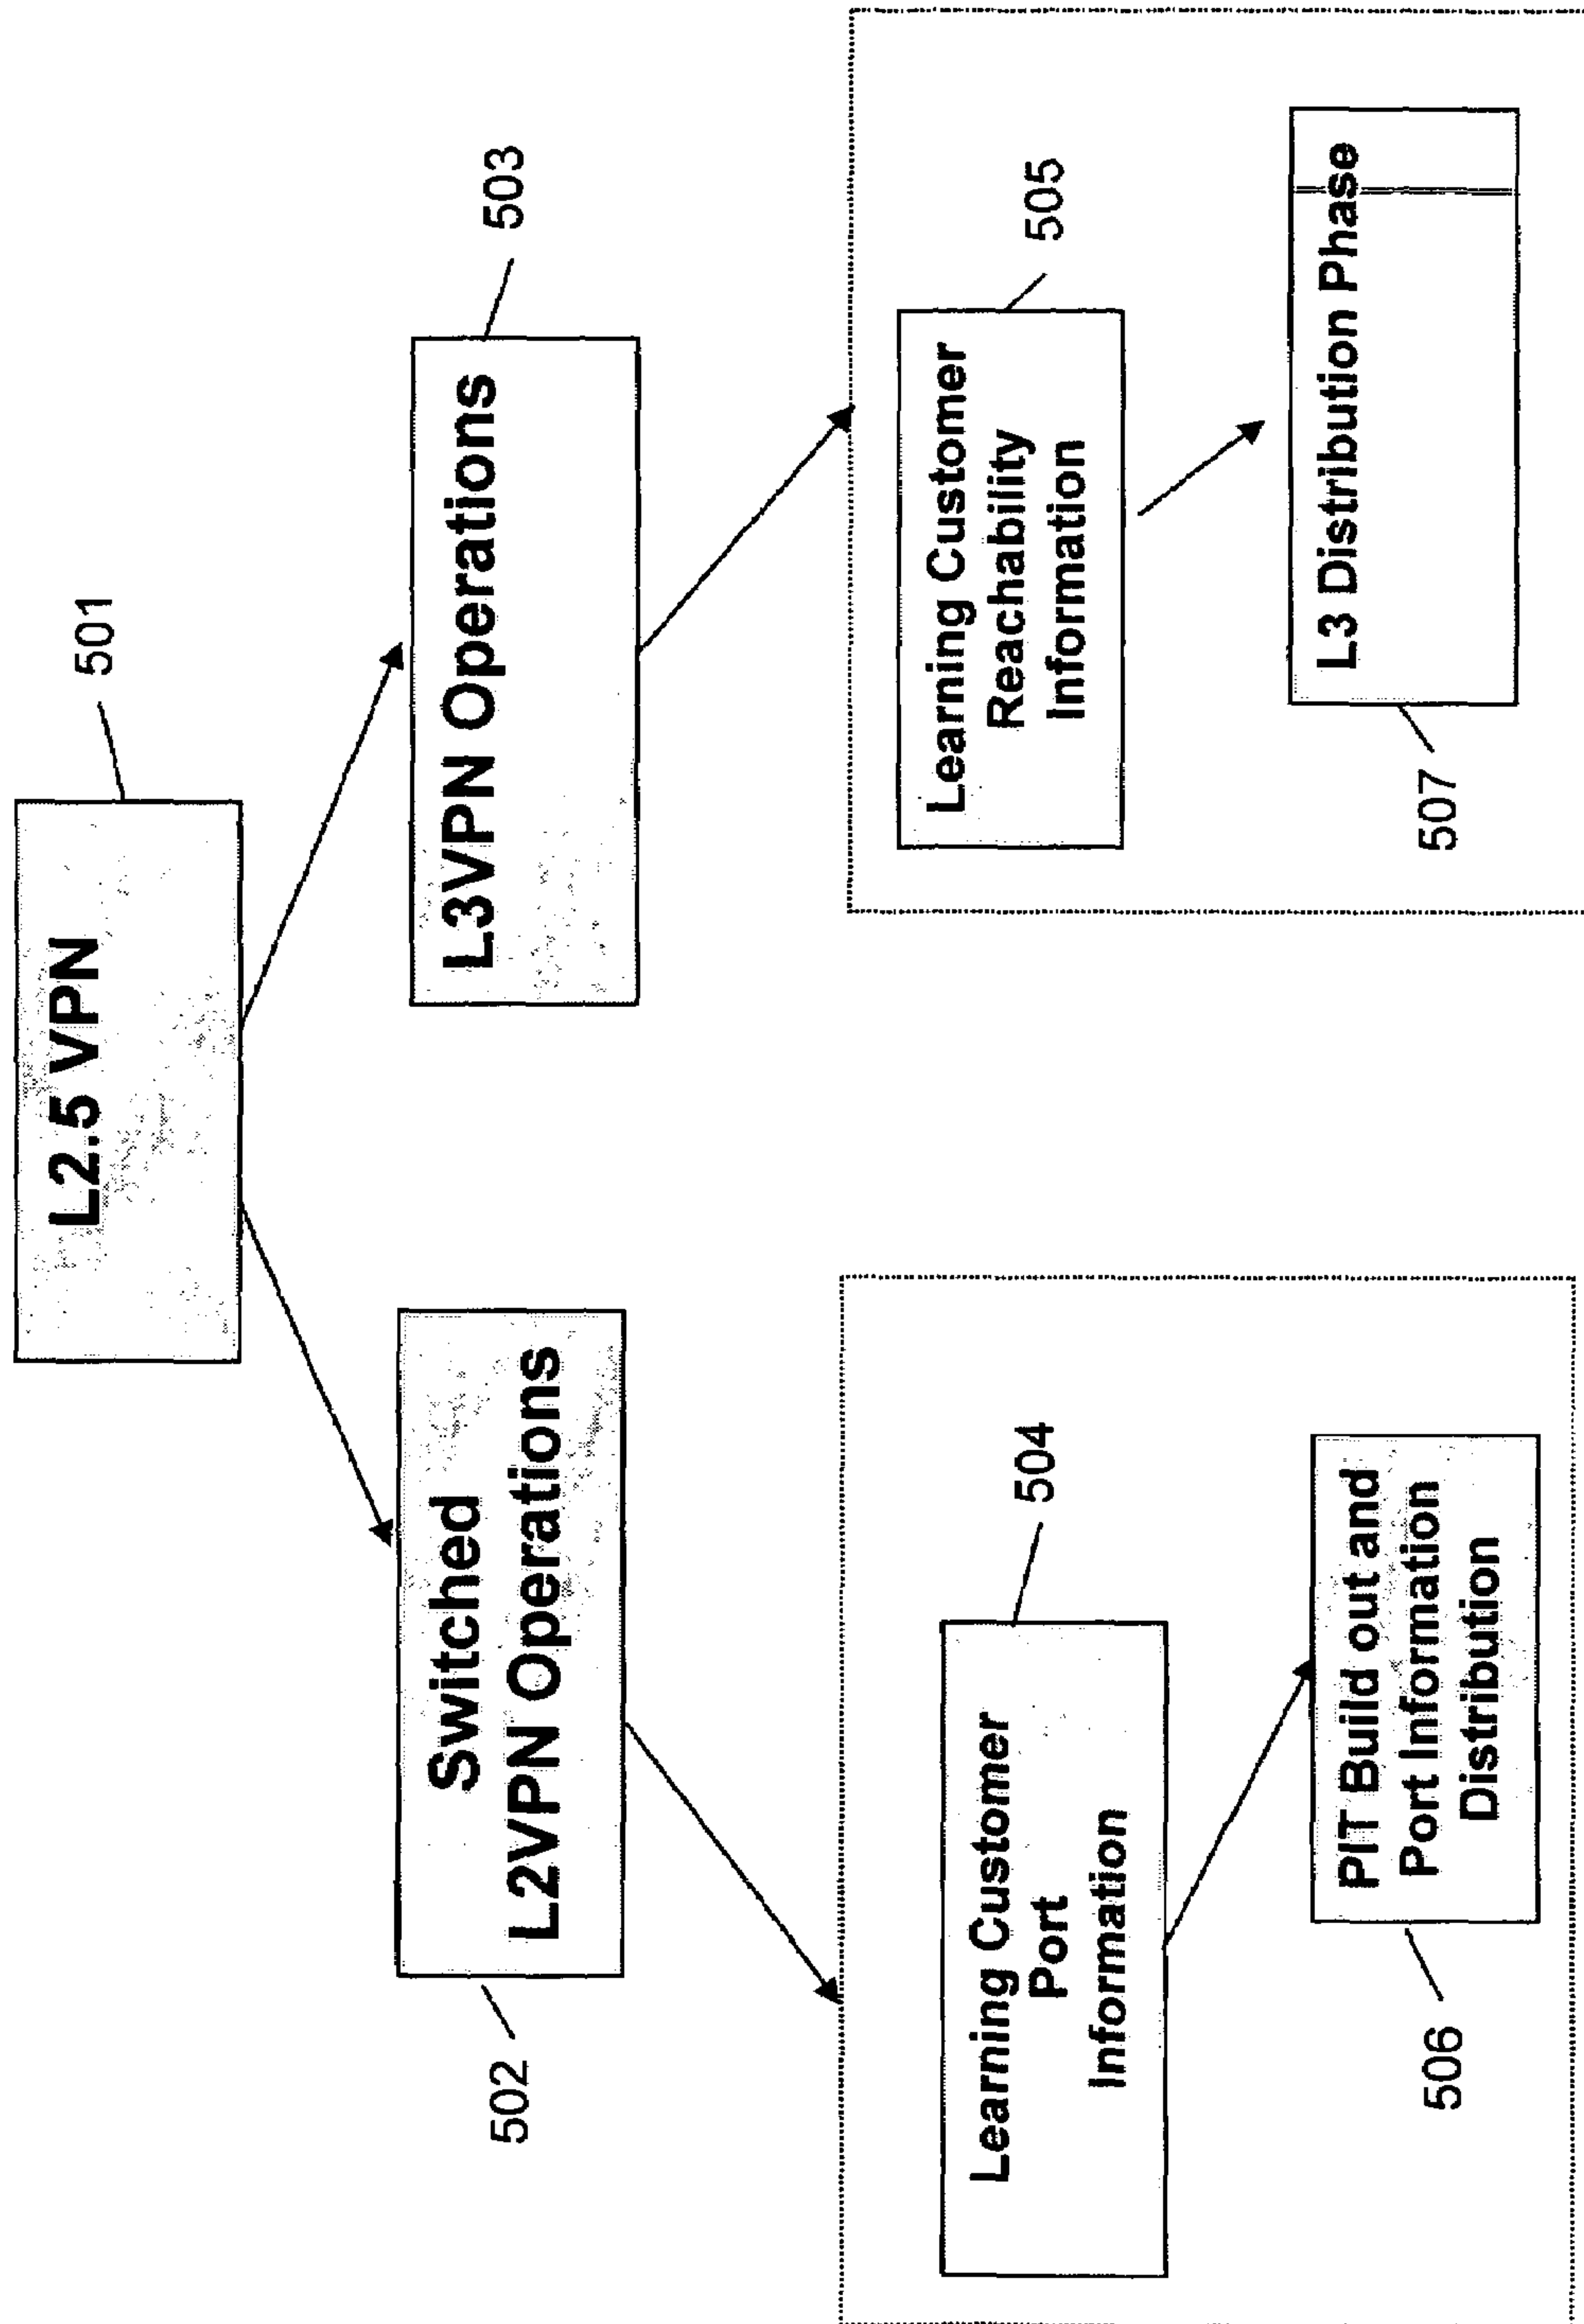 L2.5 VPN
501
Switched
L2VPN Operations
502
L3VPN Operations
503
Learning Customer
Port
Information
504
PIT Build out and
Port Information
Distribution
506
Learning Customer
Reachability
Information
505
L3 Distribution Phase
507